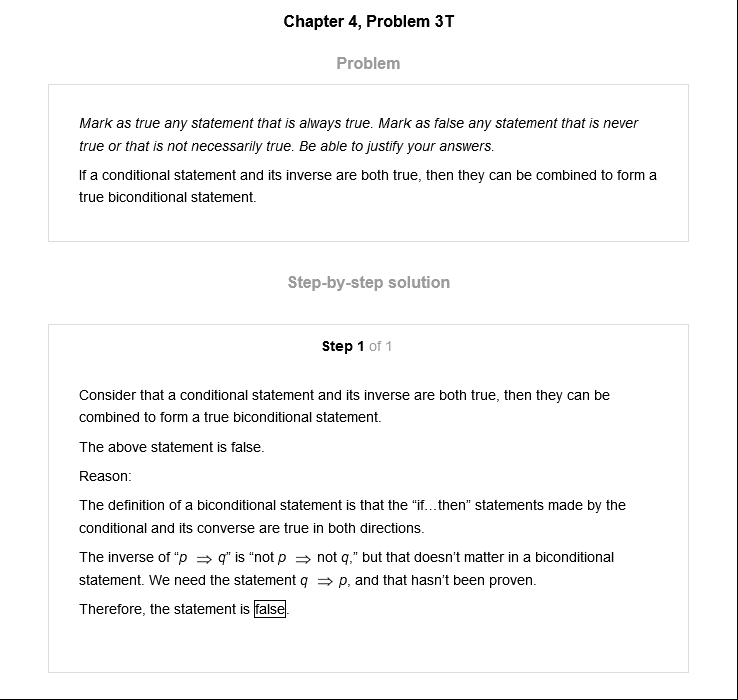 Chapter 4, Problem 3T
Problem
Mark as true any statement that is always true. Mark as false any statement that is never
true or that is not necessarily true. Be able to justify your answers.
If a conditional statement and its inverse are both true, then they can be combined to form a
true biconditional statement.
Step-by-step solution
Step 1 of 1
Consider that a conditional statement and its inverse are both true, then they can be
combined to form a true biconditional statement.
The above statement is false.
Reason:
The definition of a biconditional statement is that the “if…then” statements made by the
conditional and its converse are true in both directions.
The inverse of “p ⇒ q” is “not p ⇒ not q,” but that doesn’t matter in a biconditional
statement. We need the statement q ⇒ p, and that hasn’t been proven.
Therefore, the statement is false.